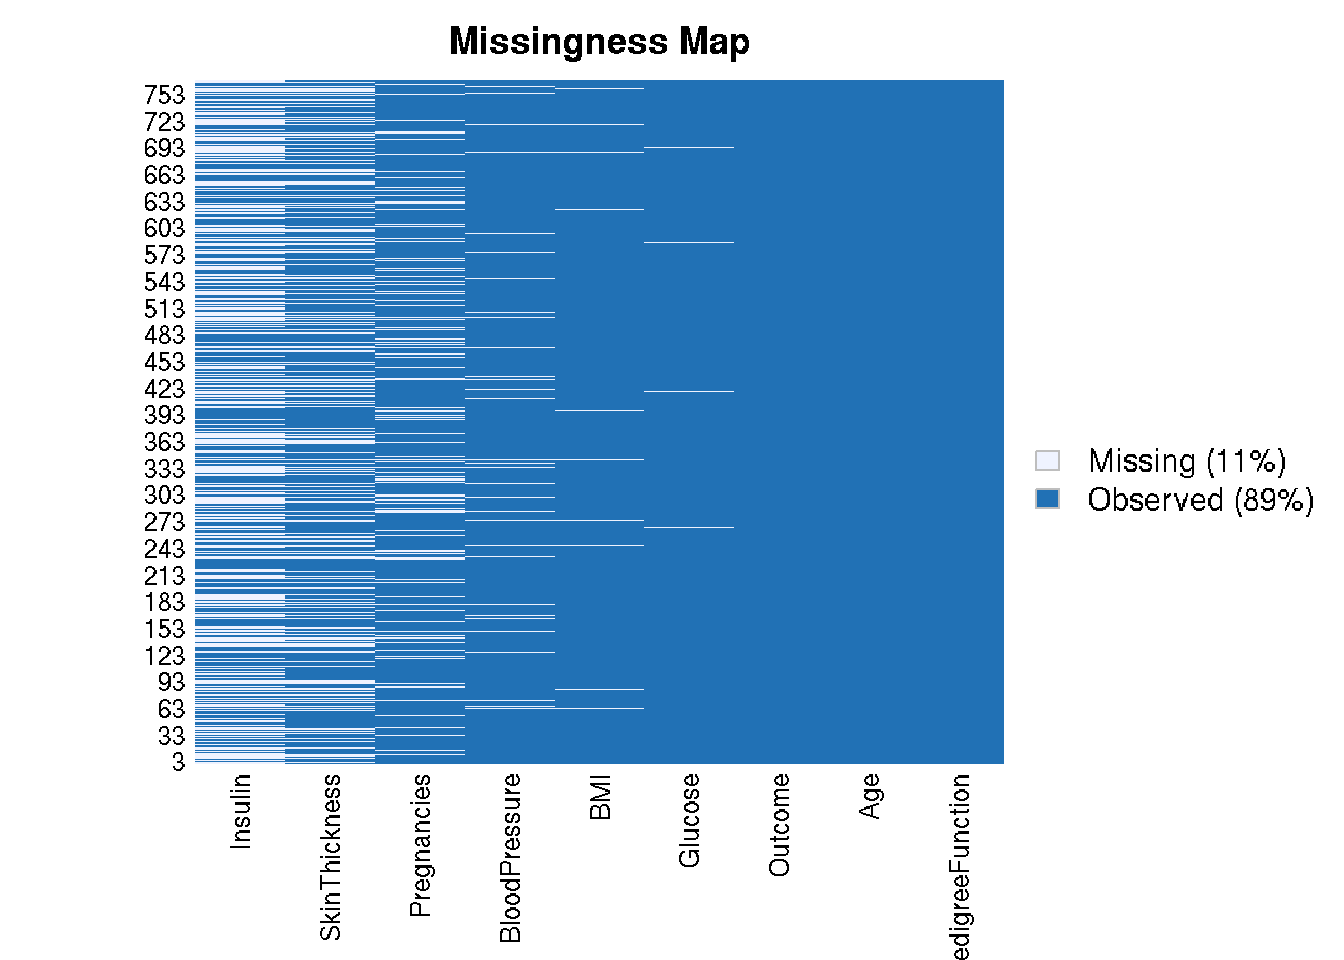 Missingness Map
753
723
693
663
633
603
573
543
513
483
453
423
393
363
333
303
273
243
213
183
153
123
93
63
33
3
Missing (11%)
Observed (89%)
Insulin
SkinThickness
Pregnancies
BloodPressure
BMI
Glucose
Outcome
Age
edigreeFunction